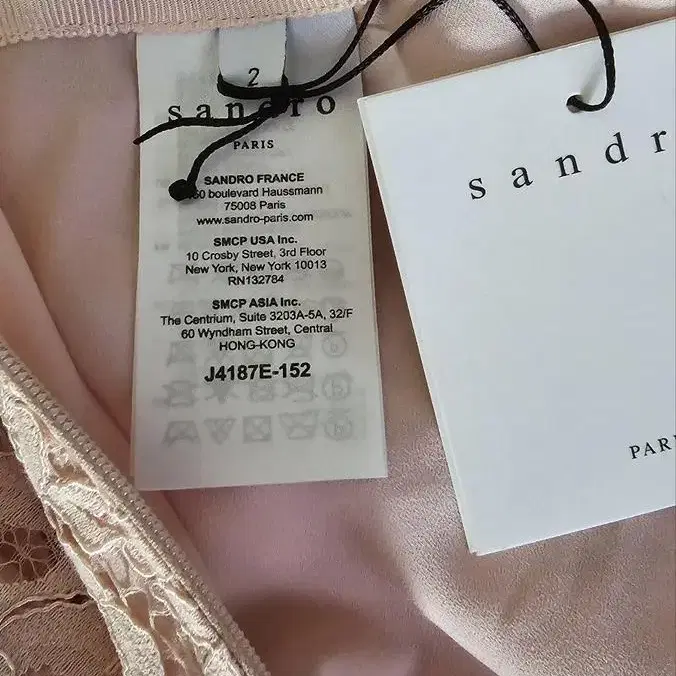 2
sandro
PARIS
SANDRO FRANCE
50 boulevard Haussmann
75008 Paris
www.sandro-paris.com
SMCP USA Inc.
10 Crosby Street, 3rd Floor
New York, New York 10013
RN132784
SMCP ASIA Inc.
The Centrium, Suite 3203A-5A, 32/F
60 Wyndham Street, Central
HONG-KONG
J4187E-152
sandr
PARI